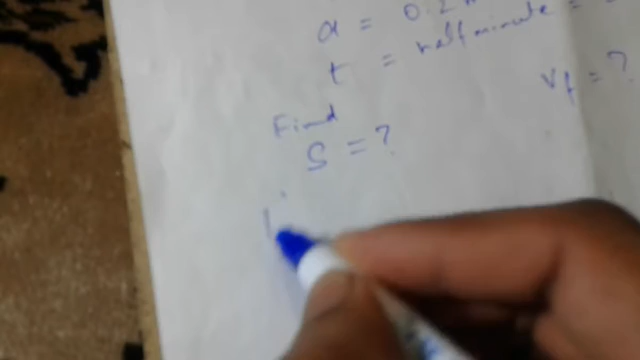 a = 0.2
t = half minute =
Vf = ?
Find
S = ?